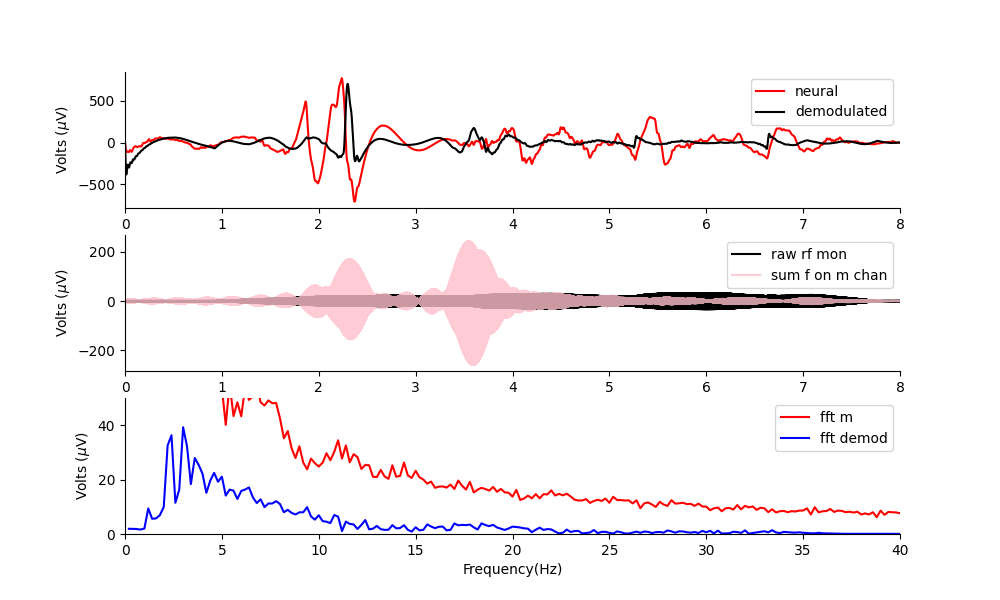 Volts (μV)
500
0
−500
neural
demodulated
0 1 2 3 4 5 6 7 8
Volts (μV)
200
0
−200
raw rf mon
sum f on m chan
0 1 2 3 4 5 6 7 8
Volts (μV)
40
20
0
fft m
fft demod
0 5 10 15 20 25 30 35 40
Frequency(Hz)